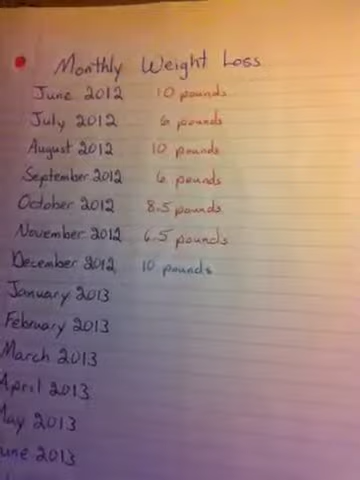 Monthly Weight Loss
June 2012 10 pounds
July 2012 6 pounds
August 2012 10 pounds
September 2012 6 pounds
October 2012 8.5 pounds
November 2012 6.5 pounds
December 2012 10 pounds
January 2013
February 2013
March 2013
April 2013
May 2013
June 2013